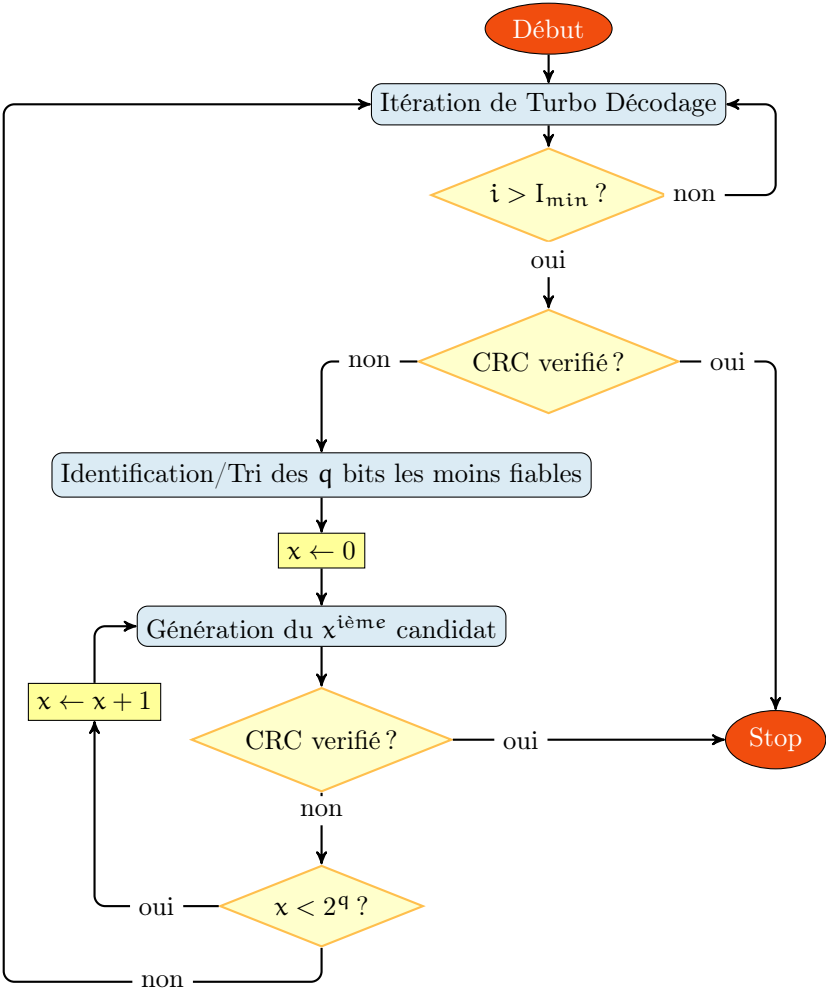 Début
Itération de Turbo Décodage
i > I_min ?
non
oui
CRC verifié ?
non
oui
Identification/Tri des q bits les moins fiables
x ← 0
Génération du x^ième candidat
x ← x + 1
CRC verifié ?
oui
Stop
non
x < 2^q ?
oui
non